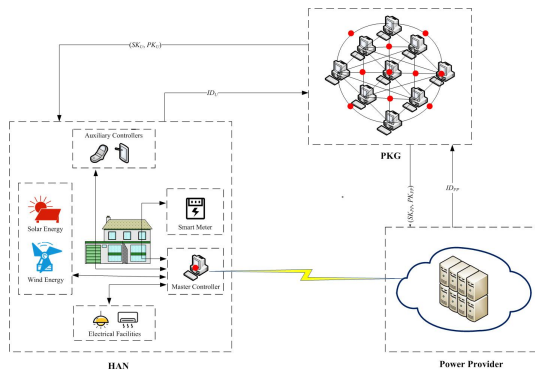 (SK_U, PK_U)
ID_U
PKG
Auxiliary Controllers
Solar Energy
Wind Energy
Smart Meter
Master Controller
Electrical Facilities
HAN
(SK_PP, PK_PP)
ID_PP
Power Provider